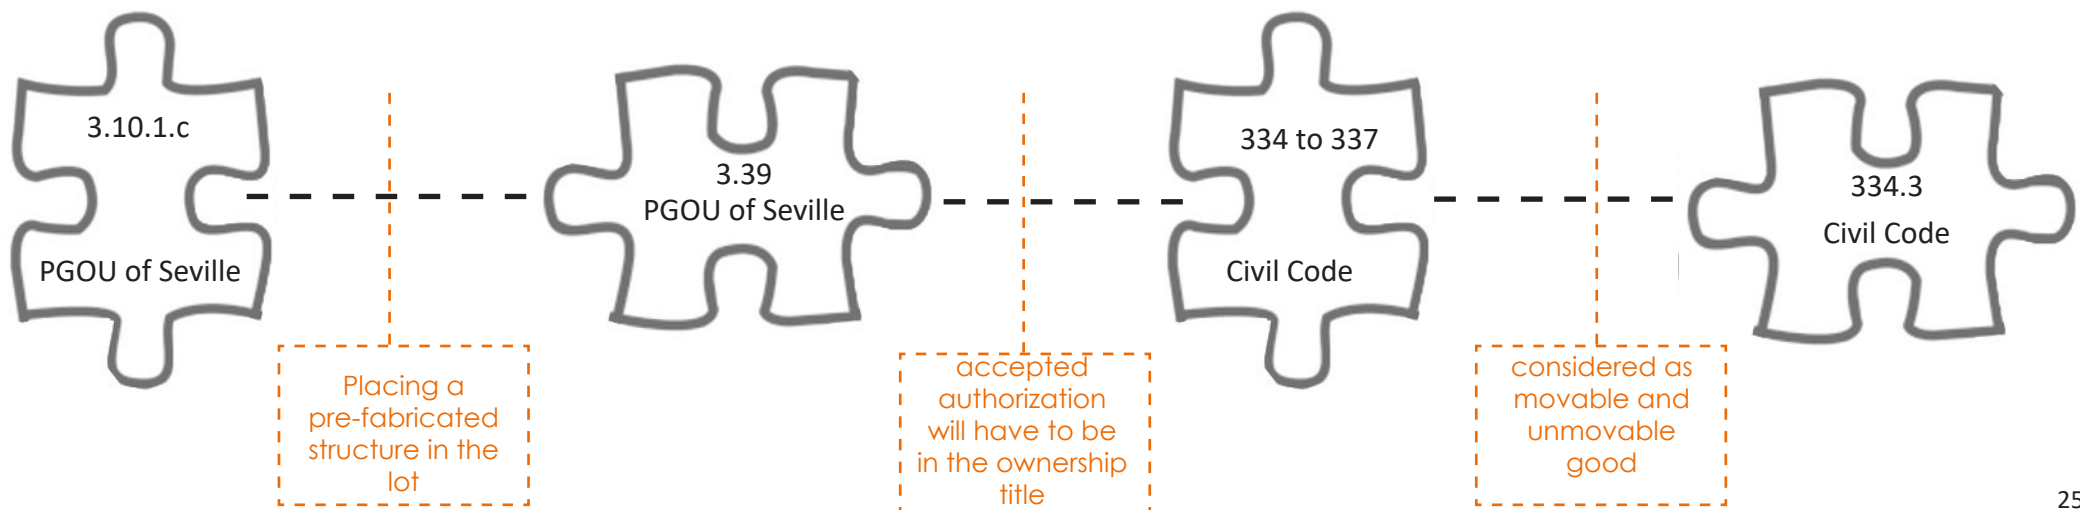 3.10.1.c
PGOU of Seville
Placing a
pre-fabricated
structure in the
lot
3.39
PGOU of Seville
accepted
authorization
will have to be
in the ownership
title
334 to 337
Civil Code
considered as
movable and
unmovable
good
334.3
Civil Code
25